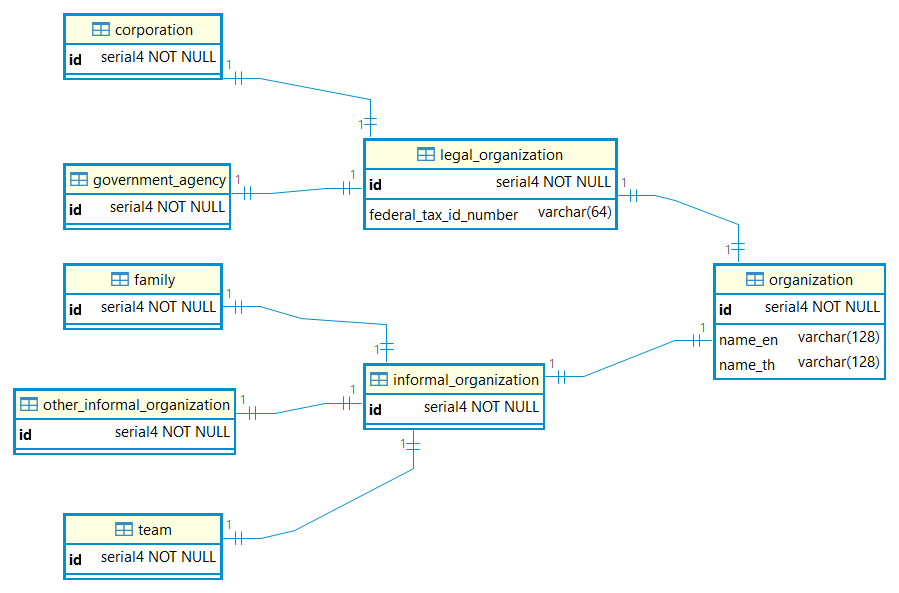 corporation
id serial4 NOT NULL
1
1
legal_organization
id serial4 NOT NULL
federal_tax_id_number varchar(64)
1
1
government_agency
id serial4 NOT NULL
1
1
organization
id serial4 NOT NULL
name_en varchar(128)
name_th varchar(128)
1
family
id serial4 NOT NULL
1
1
informal_organization
id serial4 NOT NULL
1
1
other_informal_organization
id serial4 NOT NULL
1
1
1
team
id serial4 NOT NULL
1